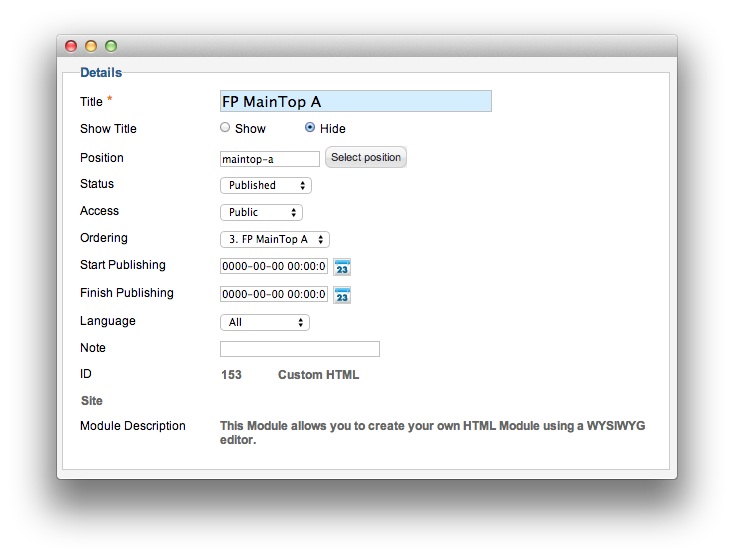 Details
Title * FP MainTop A
Show Title Show Hide
Position maintop-a Select position
Status Published
Access Public
Ordering 3. FP MainTop A
Start Publishing 0000-00-00 00:00:0 23
Finish Publishing 0000-00-00 00:00:0 23
Language All
Note
ID 153 Custom HTML
Site
Module Description This Module allows you to create your own HTML Module using a WYSIWYG
editor.